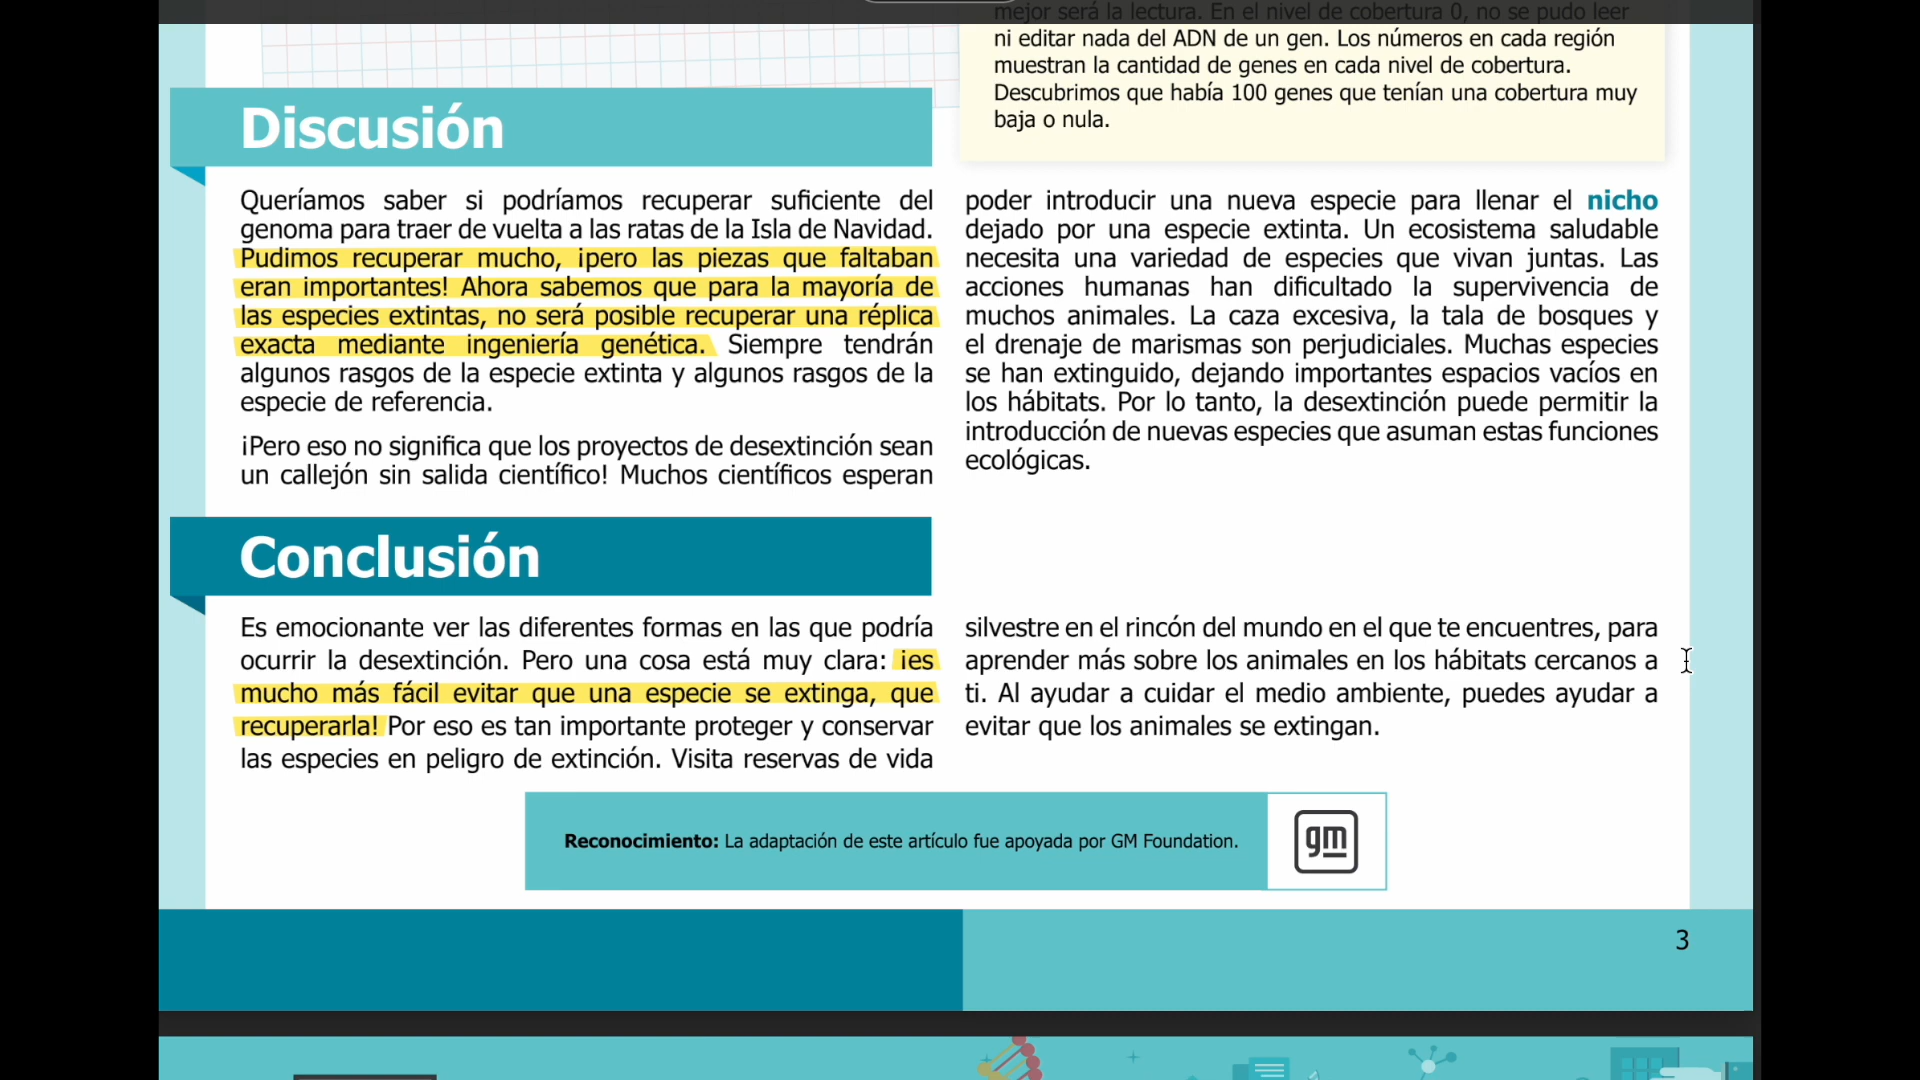 mejor será la lectura. En el nivel de cobertura 0, no se pudo leer
ni editar nada del ADN de un gen. Los números en cada región
muestran la cantidad de genes en cada nivel de cobertura.
Descubrimos que había 100 genes que tenían una cobertura muy
baja o nula.
Discusión
Queríamos saber si podríamos recuperar suficiente del
genoma para traer de vuelta a las ratas de la Isla de Navidad.
Pudimos recuperar mucho, ¡pero las piezas que faltaban
eran importantes! Ahora sabemos que para la mayoría de
las especies extintas, no será posible recuperar una réplica
exacta mediante ingeniería genética. Siempre tendrán
algunos rasgos de la especie extinta y algunos rasgos de la
especie de referencia.
¡Pero eso no significa que los proyectos de desextinción sean
un callejón sin salida científico! Muchos científicos esperan
poder introducir una nueva especie para llenar el nicho
dejado por una especie extinta. Un ecosistema saludable
necesita una variedad de especies que vivan juntas. Las
acciones humanas han dificultado la supervivencia de
muchos animales. La caza excesiva, la tala de bosques y
el drenaje de marismas son perjudiciales. Muchas especies
se han extinguido, dejando importantes espacios vacíos en
los hábitats. Por lo tanto, la desextinción puede permitir la
introducción de nuevas especies que asuman estas funciones
ecológicas.
Conclusión
Es emocionante ver las diferentes formas en las que podría
ocurrir la desextinción. Pero una cosa está muy clara: ¡es
mucho más fácil evitar que una especie se extinga, que
recuperarla! Por eso es tan importante proteger y conservar
las especies en peligro de extinción. Visita reservas de vida
silvestre en el rincón del mundo en el que te encuentres, para
aprender más sobre los animales en los hábitats cercanos a
ti. Al ayudar a cuidar el medio ambiente, puedes ayudar a
evitar que los animales se extingan.
Reconocimiento: La adaptación de este artículo fue apoyada por GM Foundation.
gm
3